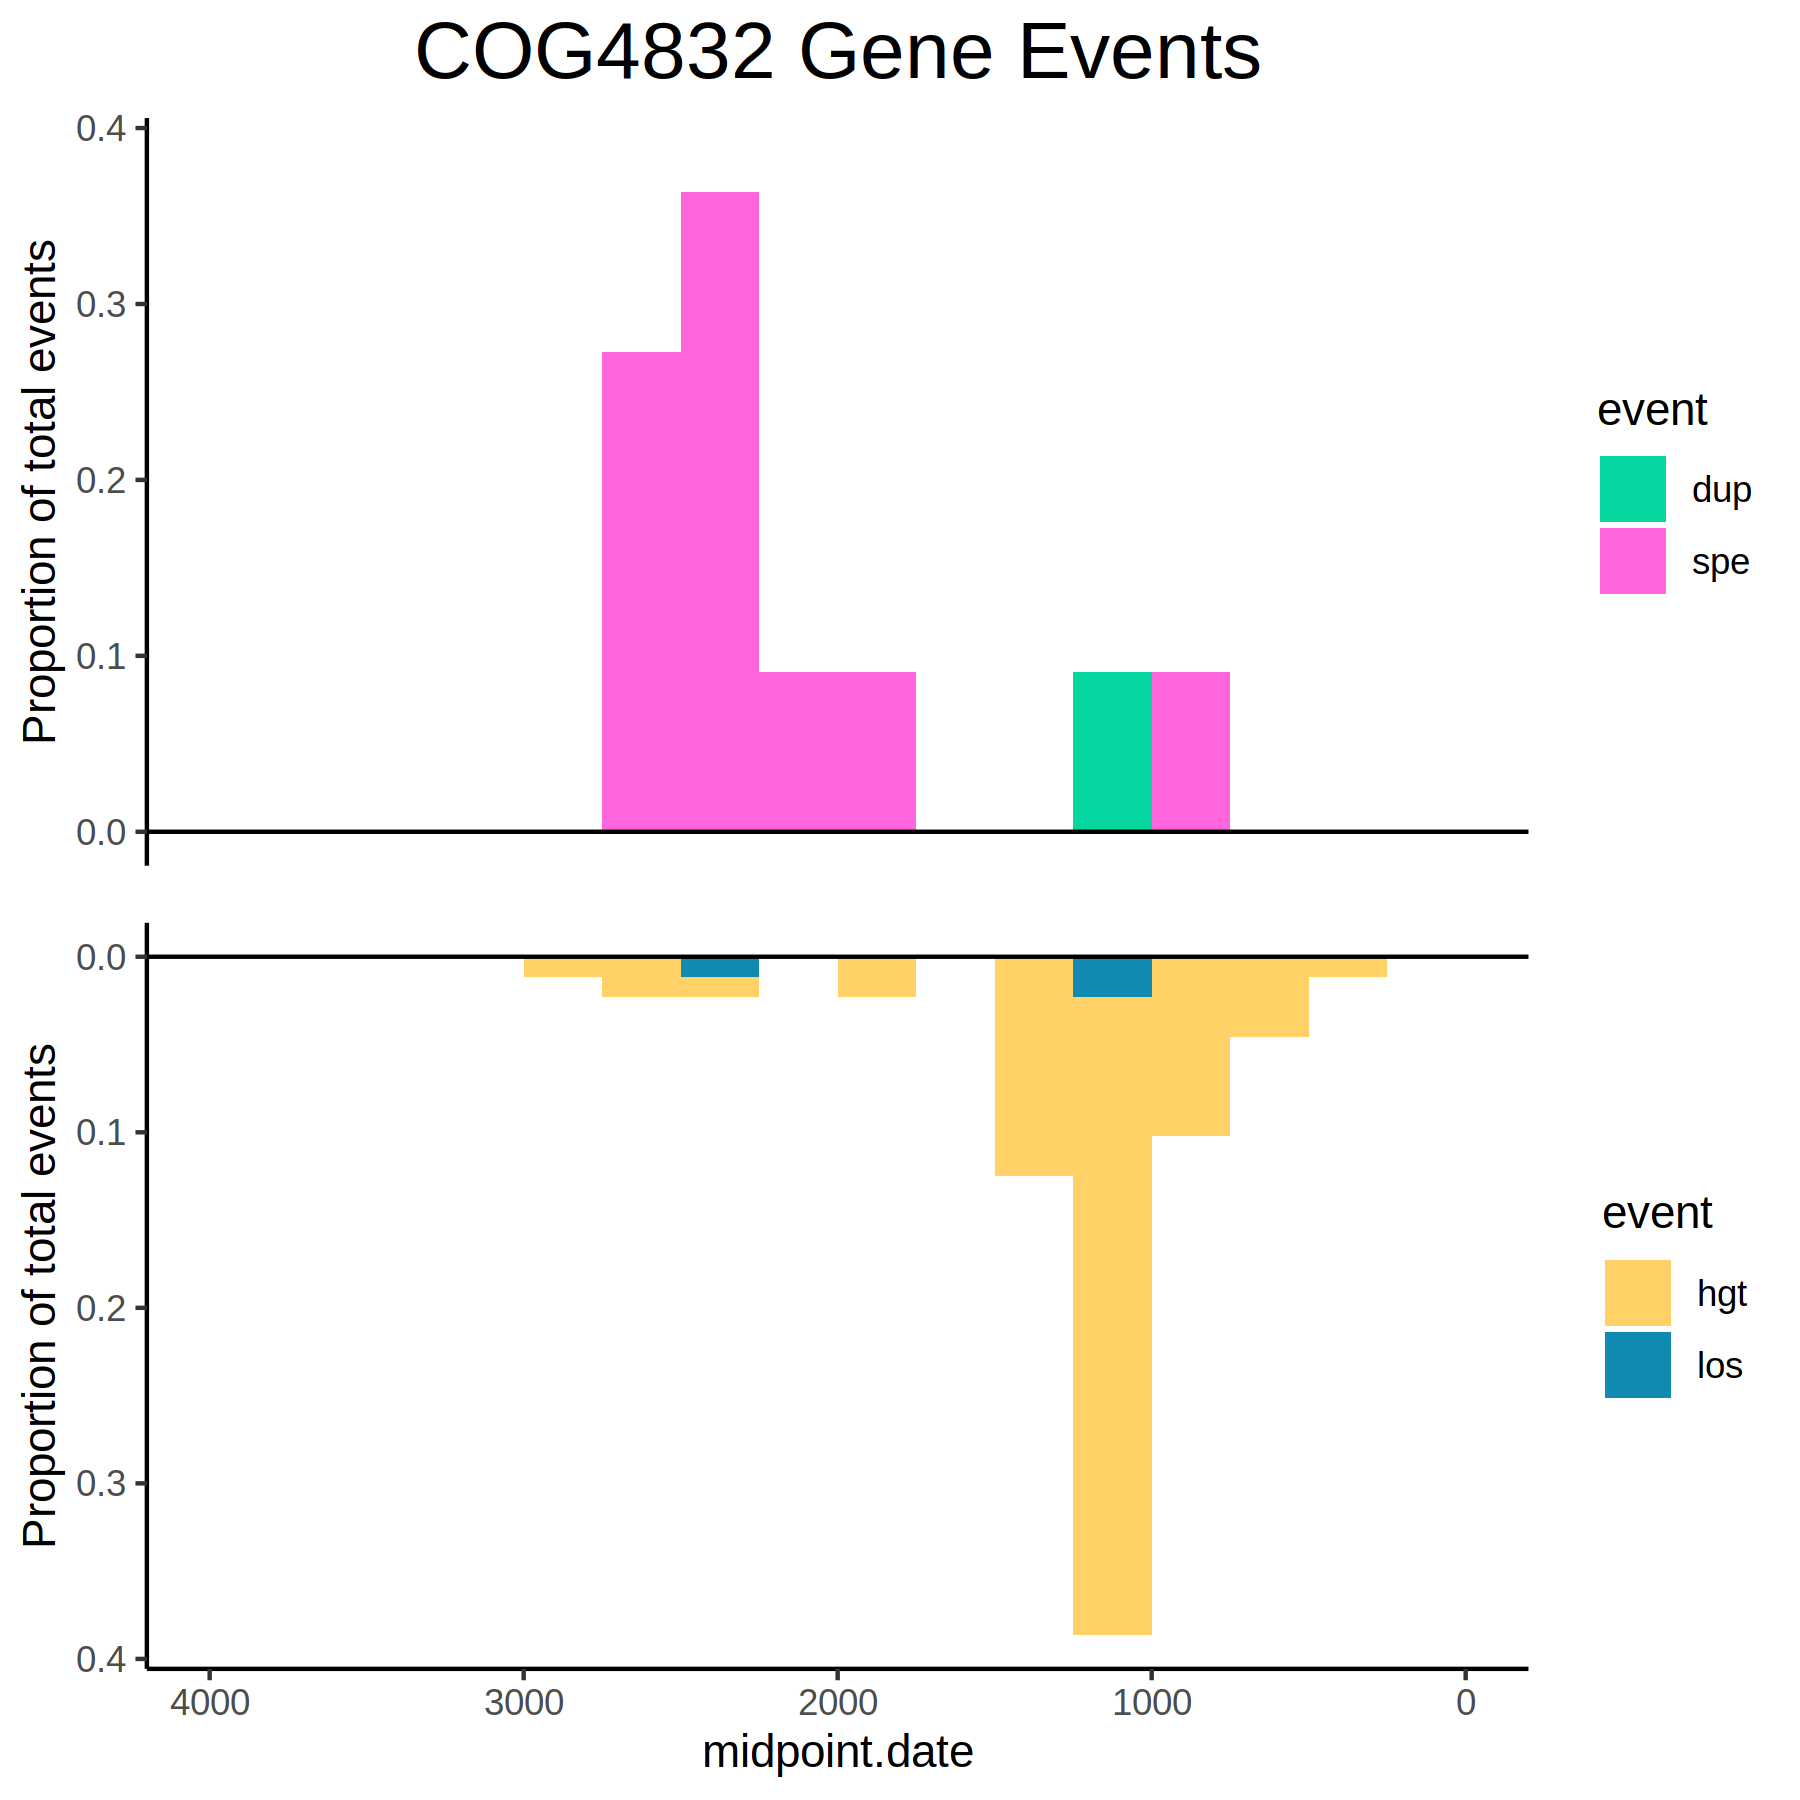 COG4832 Gene Events
Proportion of total events
0.4
0.3
0.2
0.1
0.0
event
dup
spe
Proportion of total events
0.0
0.1
0.2
0.3
0.4
event
hgt
los
4000 3000 2000 1000 0
midpoint.date